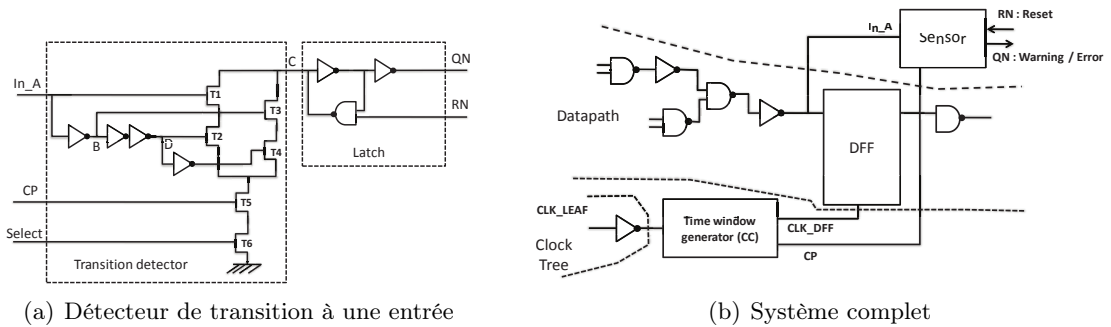 In_A
T1
T3
T2
B
D
T4
CP
T5
Select
T6
Transition detector
C
QN
RN
Latch
(a) Détecteur de transition à une entrée
In_A
Sensor
RN : Reset
QN: Warning / Error
Datapath
DFF
CLK_LEAF
Clock
Tree
Time window
generator (CC)
CLK_DFF
CP
(b) Système complet